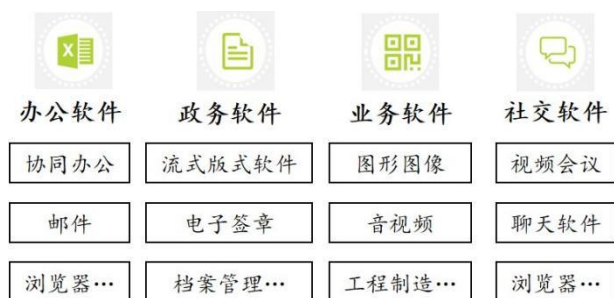 办公软件 政务软件 业务软件 社交软件
协同办公 流式版式软件 图形图像 视频会议
邮件 电子签章 音视频 聊天软件
浏览器… 档案管理… 工程制造… 浏览器…